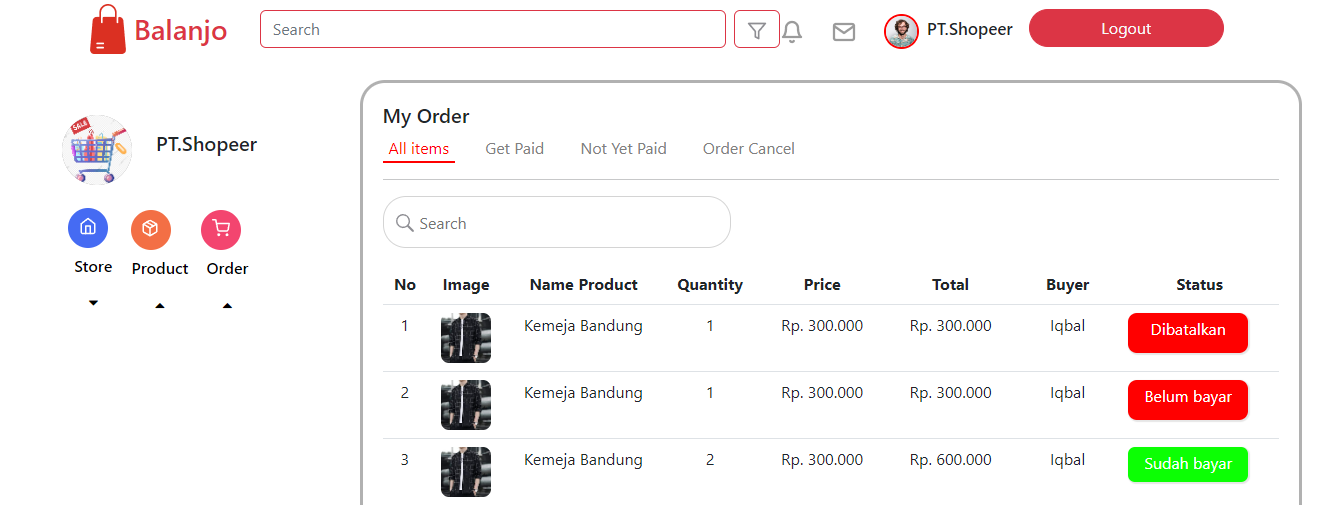 Balanjo Search PT.Shopeer Logout
SALE
PT.Shopeer
Store Product Order
My Order
All items Get Paid Not Yet Paid Order Cancel
Search
No Image Name Product Quantity Price Total Buyer Status
1 Kemeja Bandung 1 Rp. 300.000 Rp. 300.000 Iqbal Dibatalkan
2 Kemeja Bandung 1 Rp. 300.000 Rp. 300.000 Iqbal Belum bayar
3 Kemeja Bandung 2 Rp. 300.000 Rp. 600.000 Iqbal Sudah bayar